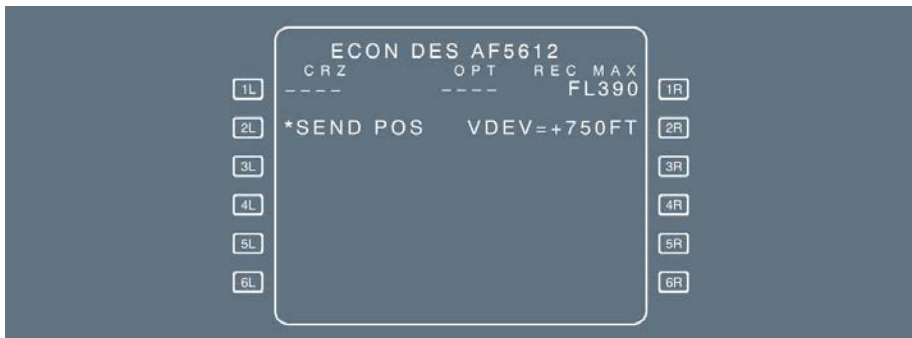 ECON DES AF5612
CRZ OPT REC MAX
1L ---- ---- FL390 1R
2L *SEND POS VDEV=+750FT 2R
3L 3R
4L 4R
5L 5R
6L 6R